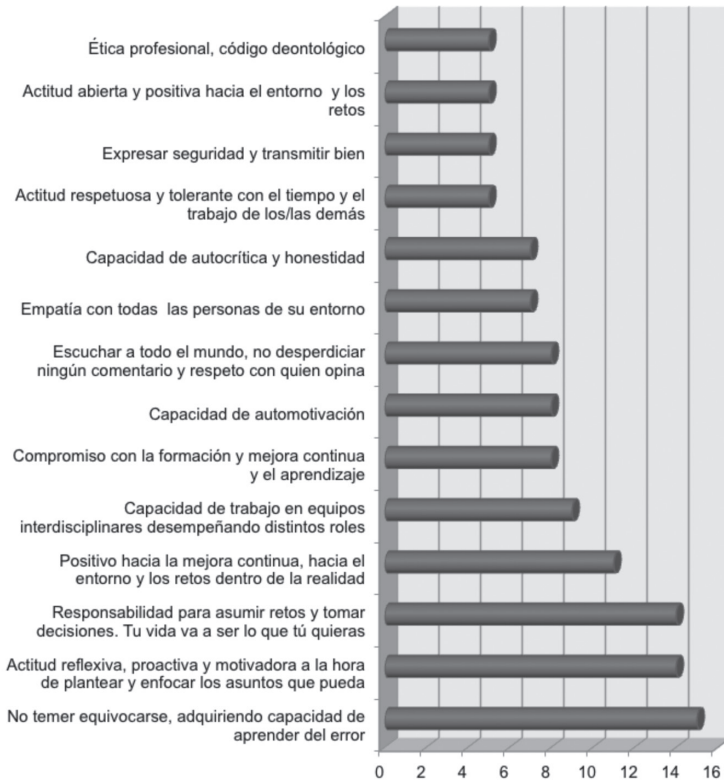 Ética profesional, código deontológico
Actitud abierta y positiva hacia el entorno y los
retos
Expresar seguridad y transmitir bien
Actitud respetuosa y tolerante con el tiempo y el
trabajo de los/las demás
Capacidad de autocrítica y honestidad
Empatía con todas las personas de su entorno
Escuchar a todo el mundo, no desperdiciar
ningún comentario y respeto con quien opina
Capacidad de automotivación
Compromiso con la formación y mejora continua
y el aprendizaje
Capacidad de trabajo en equipos
interdisciplinares desempeñando distintos roles
Positivo hacia la mejora continua, hacia el
entorno y los retos dentro de la realidad
Responsabilidad para asumir retos y tomar
decisiones. Tu vida va a ser lo que tú quieras
Actitud reflexiva, proactiva y motivadora a la hora
de plantear y enfocar los asuntos que pueda
No temer equivocarse, adquiriendo capacidad de
aprender del error
0 2 4 6 8 10 12 14 16